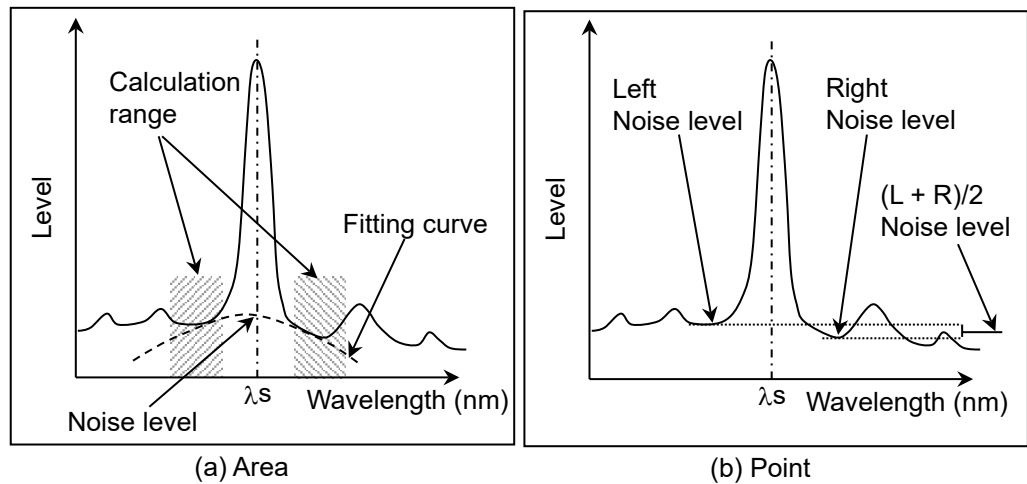 Calculation
range
Level
Fitting curve
λs
Wavelength (nm)
Noise level
(a) Area
Left
Noise level
Right
Noise level
(L + R)/2
Noise level
Level
λs
Wavelength (nm)
(b) Point